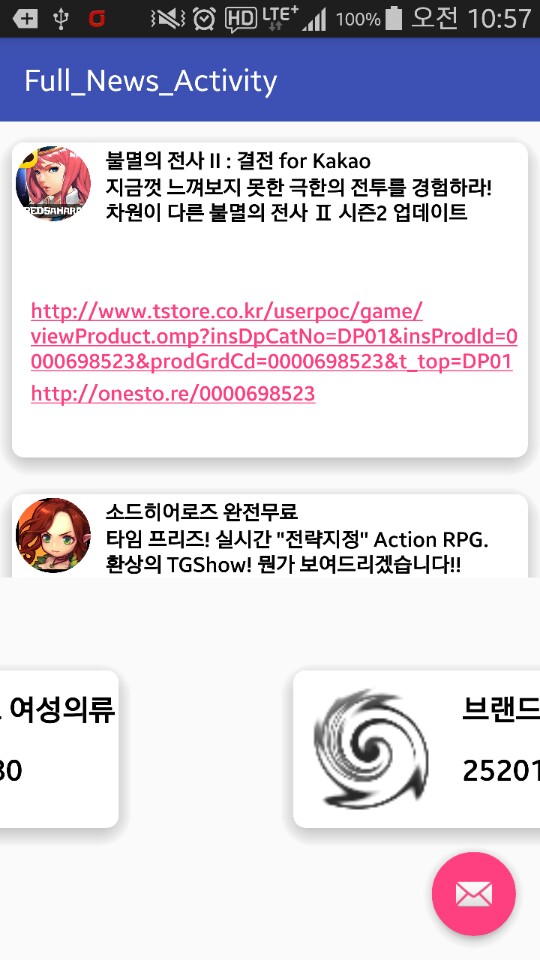 HD LTE+ 100% 오전 10:57
Full_News_Activity
불멸의 전사 II : 결전 for Kakao
지금껏 느껴보지 못한 극한의 전투를 경험하라!
차원이 다른 불멸의 전사 Ⅱ 시즌2 업데이트
REDSAHARA
http://www.tstore.co.kr/userpoc/game/
viewProduct.omp?insDpCatNo=DP01&insProdId=0
000698523&prodGrdCd=0000698523&t_top=DP01
http://onesto.re/0000698523
소드히어로즈 완전무료
타임 프리즈! 실시간 "전략지정" Action RPG.
환상의 TGShow! 뭔가 보여드리겠습니다!!
여성의류
브랜드
30
25201